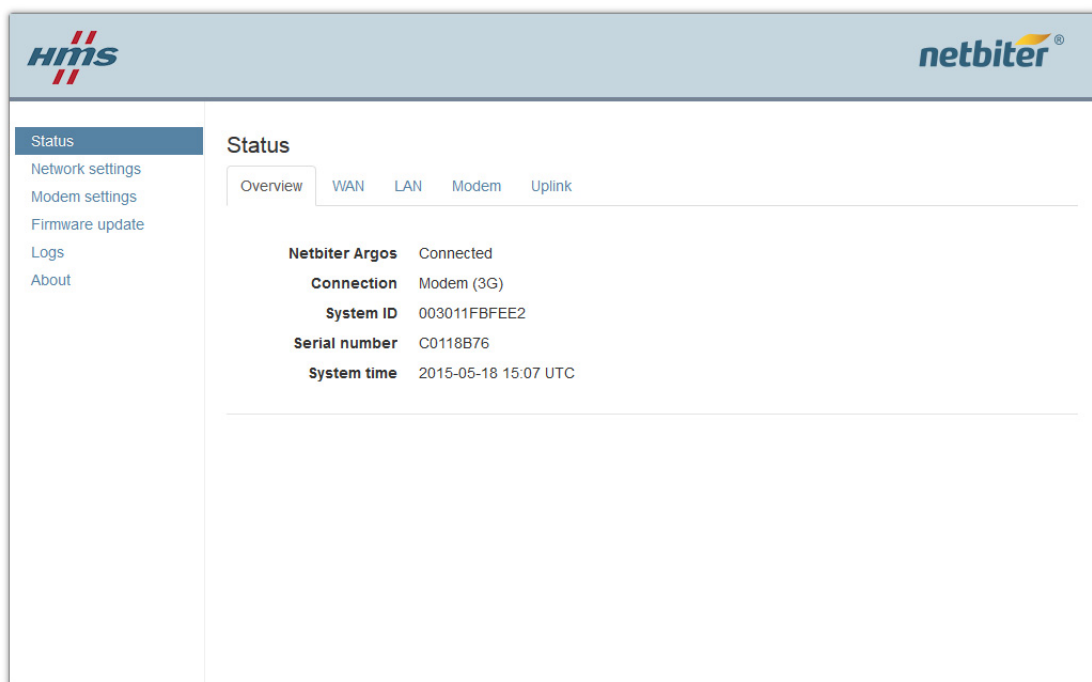 HMS
netbiter®
Status
Network settings
Modem settings
Firmware update
Logs
About
Status
Overview WAN LAN Modem Uplink
Netbiter Argos Connected
Connection Modem (3G)
System ID 003011FBFEE2
Serial number C0118B76
System time 2015-05-18 15:07 UTC